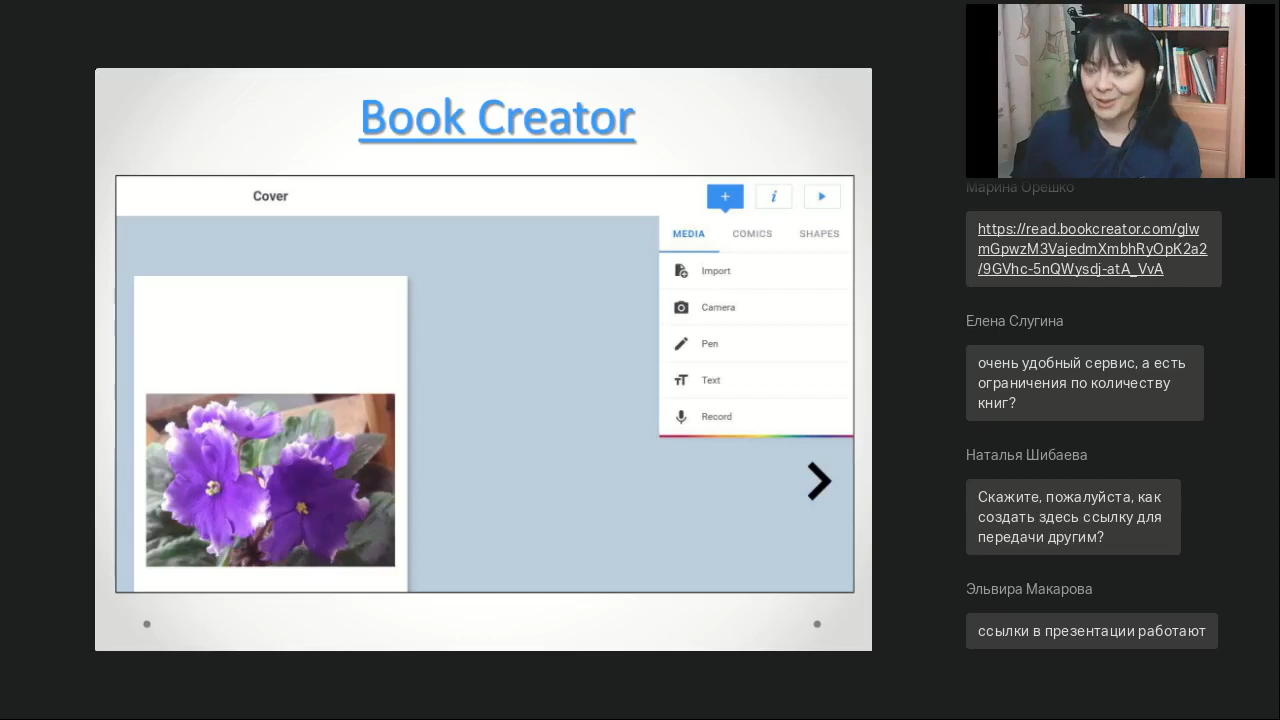 Book Creator
Cover
+
i
MEDIA COMICS SHAPES
Import
Camera
Pen
Text
Record
Марина Орешко
https://read.bookcreator.com/glw
mGpwzM3VajedmXmbhRyOpK2a2
/9GVhc-5nQWysdj-atA_VvA
Елена Слугина
очень удобный сервис, а есть
ограничения по количеству
книг?
Наталья Шибаева
Скажите, пожалуйста, как
создать здесь ссылку для
передачи другим?
Эльвира Макарова
ссылки в презентации работают